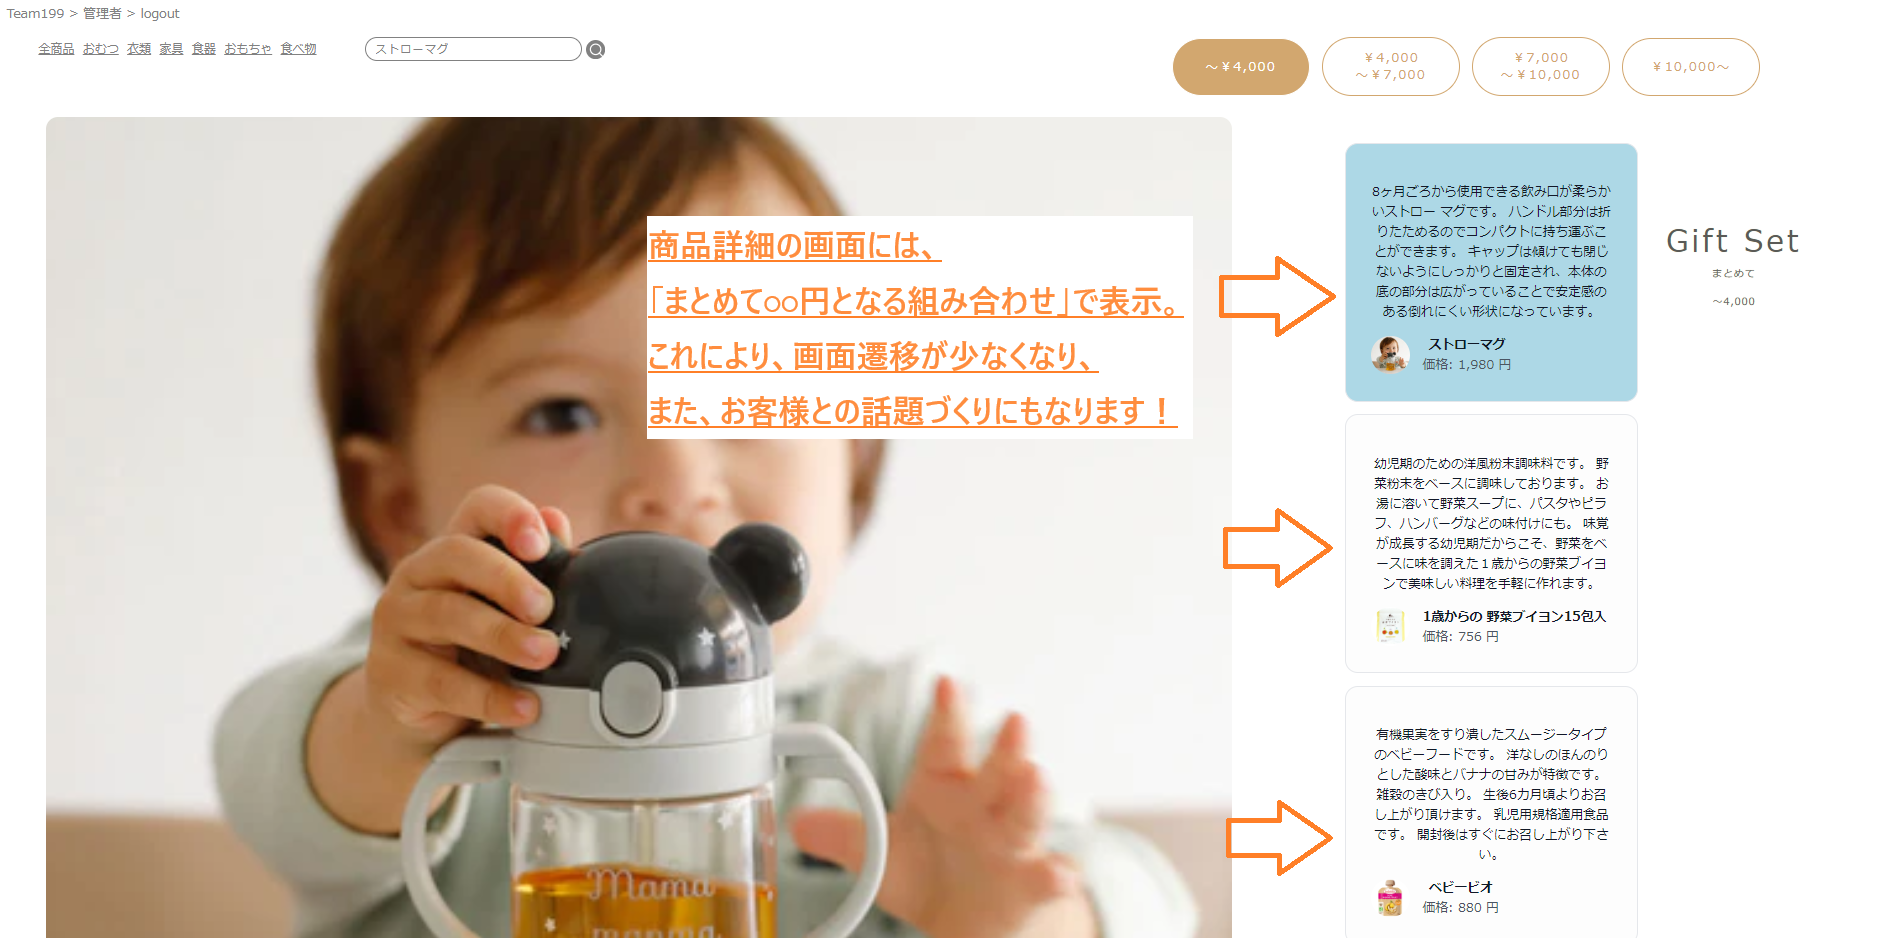 Team199 > 管理者 > logout
全商品 おむつ 衣類 家具 食器 おもちゃ 食べ物
ストローマグ
～￥4,000
￥4,000
～￥7,000
￥7,000
～￥10,000
￥10,000～
商品詳細の画面には、
「まとめて○○円となる組み合わせ」で表示。
これにより、画面遷移が少なくなり、
また、お客様との話題づくりにもなります！
8ヶ月ごろから使用できる飲み口が柔らか
いストロー マグです。 ハンドル部分は折
りたためるのでコンパクトに持ち運ぶこ
とができます。 キャップは傾けても閉じ
ないようにしっかりと固定され、本体の
底の部分は広がっていることで安定感の
ある倒れにくい形状になっています。
ストローマグ
価格: 1,980 円
Gift Set
まとめて
～4,000
幼児期のための洋風粉末調味料です。 野
菜粉末をベースに調味しております。 お
湯に溶いて野菜スープに、パスタやピラ
フ、ハンバーグなどの味付けにも。 味覚
が成長する幼児期だからこそ、野菜をベ
ースに味を調えた１歳からの野菜ブイヨ
ンで美味しい料理を手軽に作れます。
1歳からの 野菜ブイヨン15包入
価格: 756 円
有機果実をすり潰したスムージータイプ
のベビーフードです。 洋なしのほんのり
とした酸味とバナナの甘みが特徴です。
雑穀のきび入り。 生後6カ月頃よりお召
し上がり頂けます。 乳児用規格適用食品
です。 開封後はすぐにお召し上がり下さ
い。
ベビービオ
価格: 880 円
Mama
manma